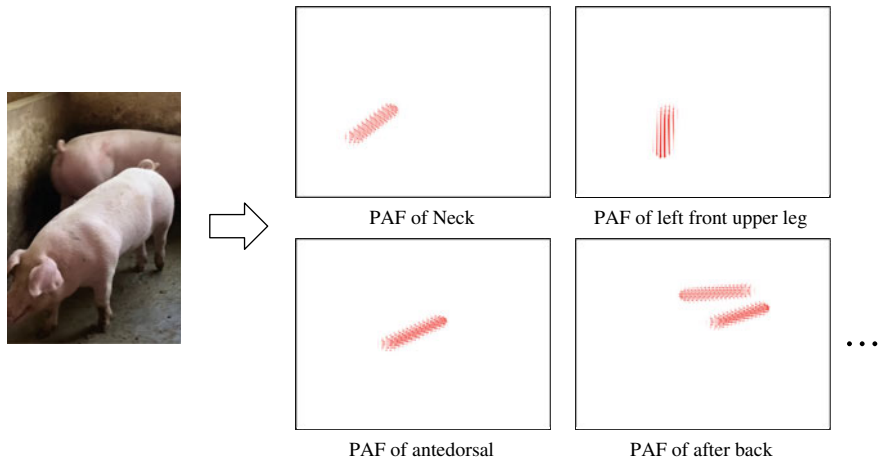 PAF of Neck
PAF of left front upper leg
PAF of antedorsal
PAF of after back
...